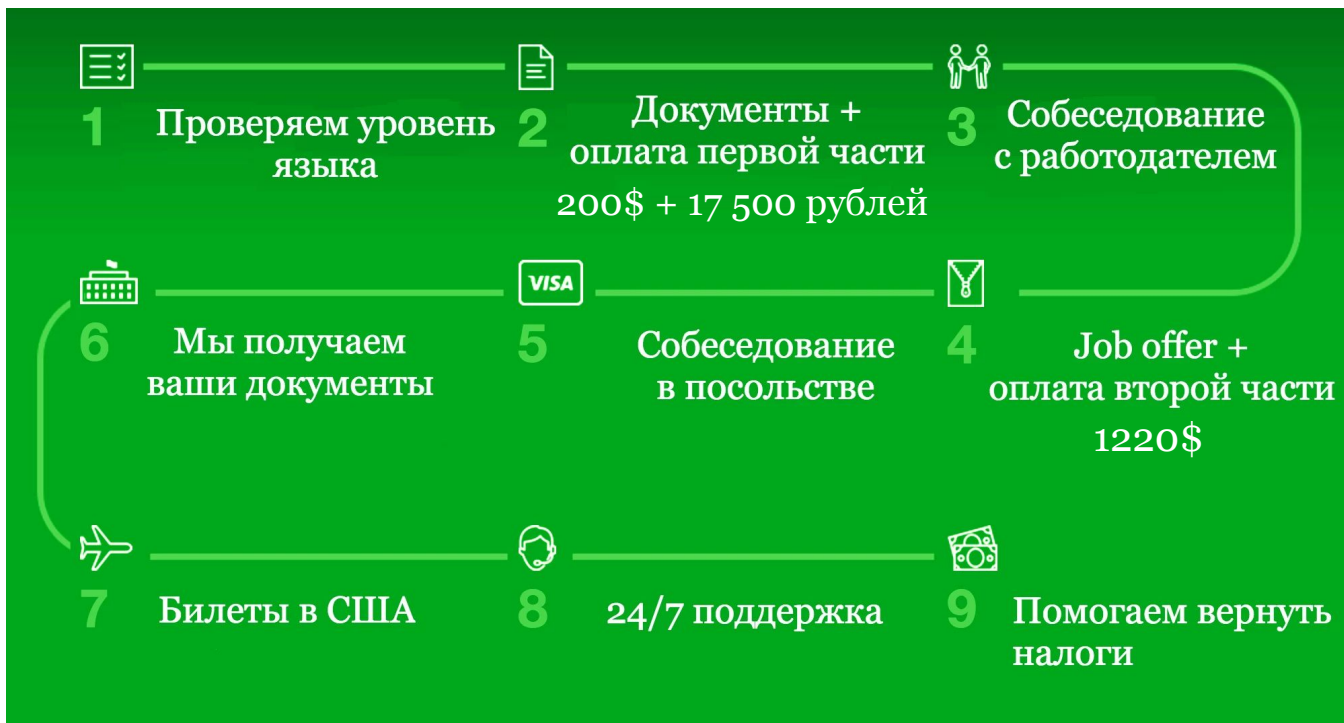 1
Проверяем уровень
языка
2
Документы +
оплата первой части
200$ + 17 500 рублей
3
Собеседование
с работодателем
4
Job offer +
оплата второй части
1220$
VISA
5
Собеседование
в посольстве
6
Мы получаем
ваши документы
7
Билеты в США
8
24/7 поддержка
9
Помогаем вернуть
налоги